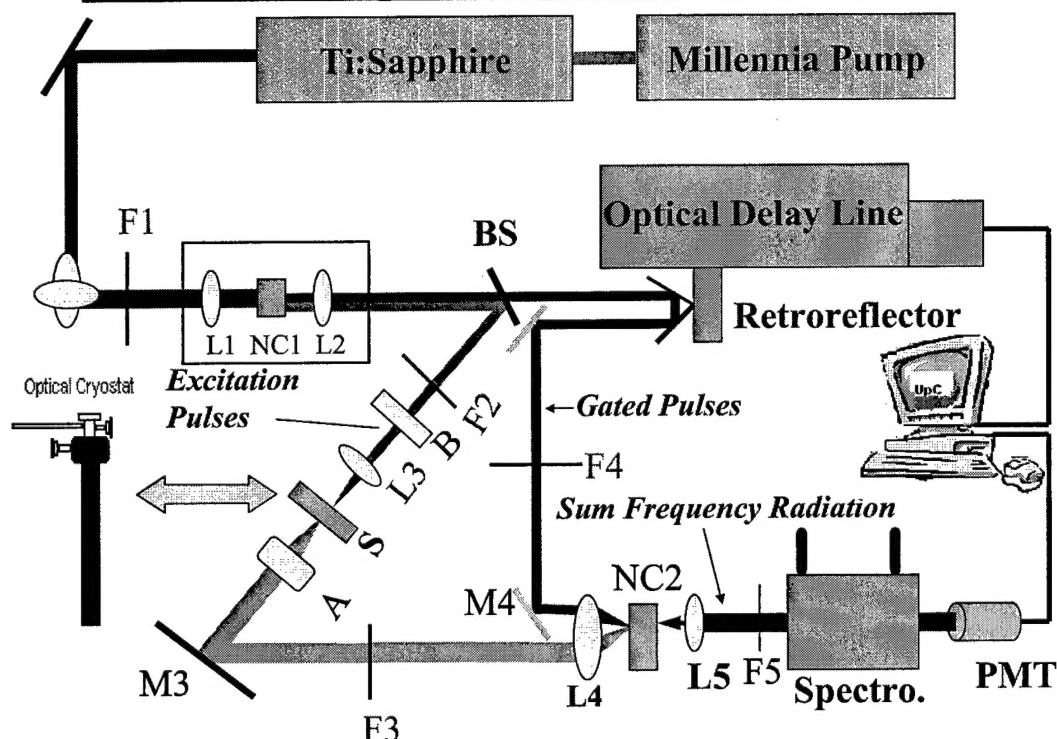 Ti:Sapphire
Millennia Pump
Optical Delay Line
F1
BS
Retroreflector
L1 NC1 L2
Optical Cryostat
Excitation
Pulses
F2
B
L3
Gated Pulses
UpC
F4
S
Sum Frequency Radiation
A
NC2
M4
M3
F3
L4
L5
F5
Spectro.
PMT